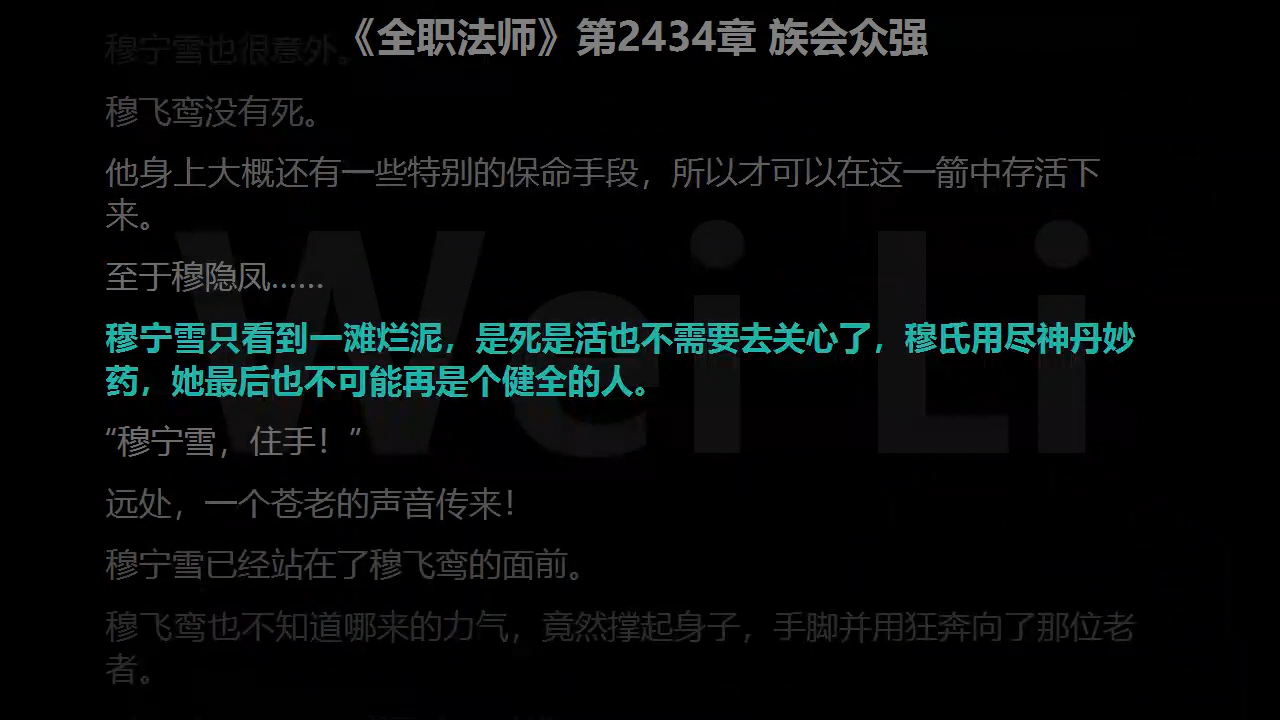 《全职法师》第2434章 族会众强
穆宁雪也很意外。
穆飞鸾没有死。
他身上大概还有一些特别的保命手段，所以才可以在这一箭中存活下
来。
至于穆隐凤……
穆宁雪只看到一滩烂泥，是死是活也不需要去关心了，穆氏用尽神丹妙
药，她最后也不可能再是个健全的人。
“穆宁雪，住手！”
远处，一个苍老的声音传来！
穆宁雪已经站在了穆飞鸾的面前。
穆飞鸾也不知道哪来的力气，竟然撑起身子，手脚并用狂奔向了那位老
者。
Wei Li